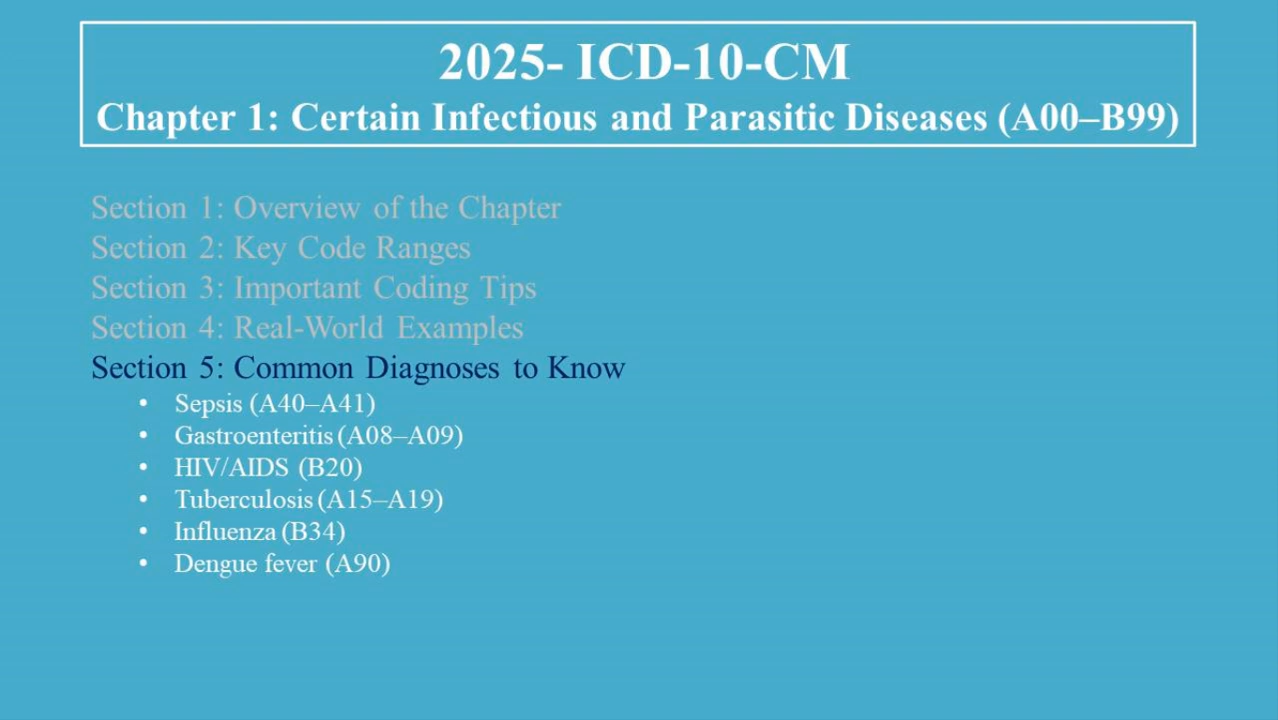 2025- ICD-10-CM
Chapter 1: Certain Infectious and Parasitic Diseases (A00–B99)
Section 1: Overview of the Chapter
Section 2: Key Code Ranges
Section 3: Important Coding Tips
Section 4: Real-World Examples
Section 5: Common Diagnoses to Know
• Sepsis (A40–A41)
• Gastroenteritis (A08–A09)
• HIV/AIDS (B20)
• Tuberculosis (A15–A19)
• Influenza (B34)
• Dengue fever (A90)